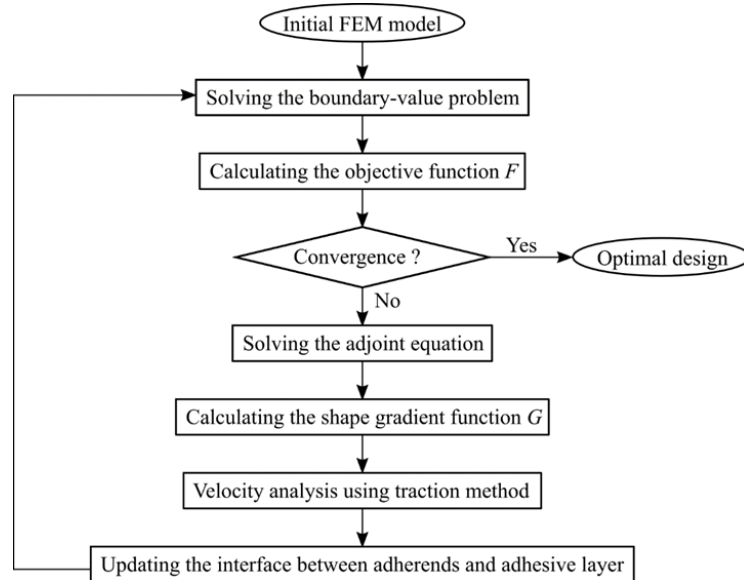 Initial FEM model
Solving the boundary-value problem
Calculating the objective function F
Convergence ?
Yes
Optimal design
No
Solving the adjoint equation
Calculating the shape gradient function G
Velocity analysis using traction method
Updating the interface between adherends and adhesive layer